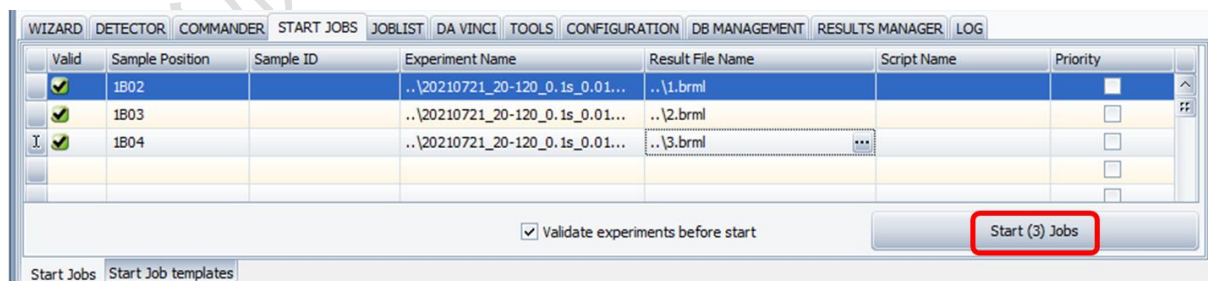 WIZARD DETECTOR COMMANDER START JOBS JOBLIST DA VINCI TOOLS CONFIGURATION DB MANAGEMENT RESULTS MANAGER LOG
Valid Sample Position Sample ID Experiment Name Result File Name Script Name Priority
1B02 ..\20210721_20-120_0.1s_0.01... ..\1.brml
1B03 ..\20210721_20-120_0.1s_0.01... ..\2.brml
1B04 ..\20210721_20-120_0.1s_0.01... ..\3.brml ...
Validate experiments before start Start (3) Jobs
Start Jobs Start Job templates